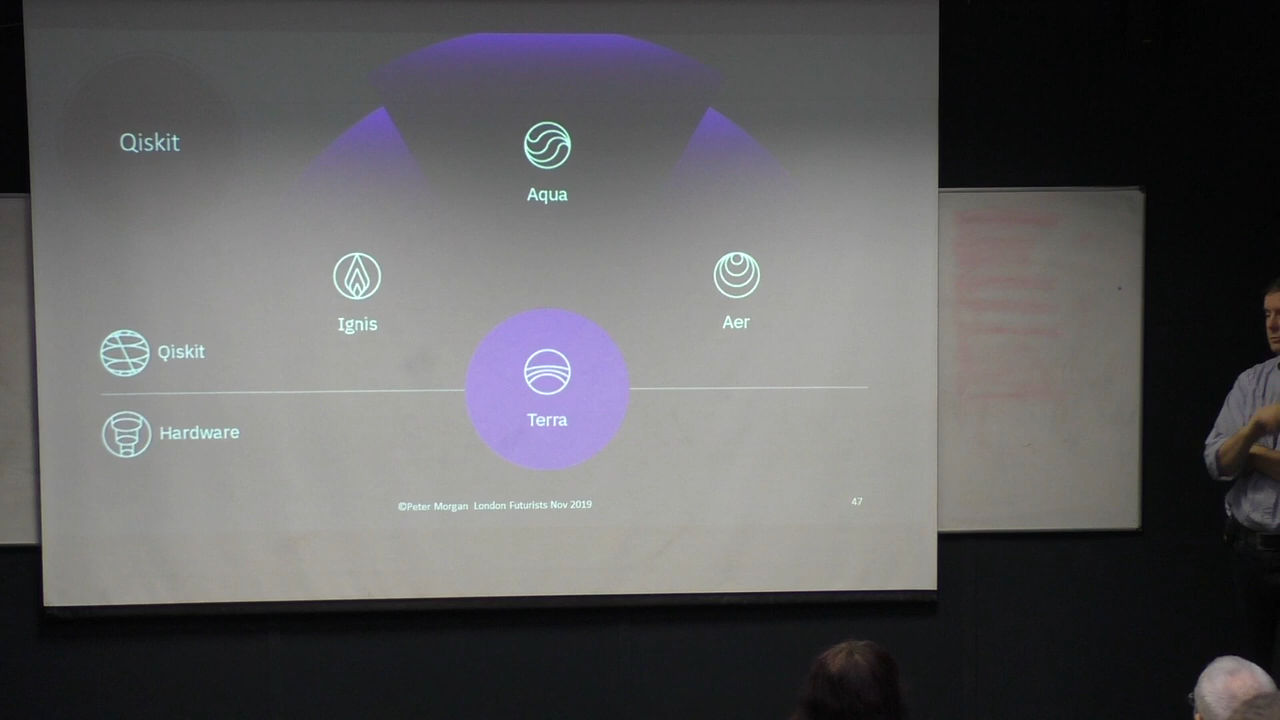 Qiskit
Aqua
Ignis
Aer
Qiskit
Terra
Hardware
©Peter Morgan London Futurists Nov 2019
47